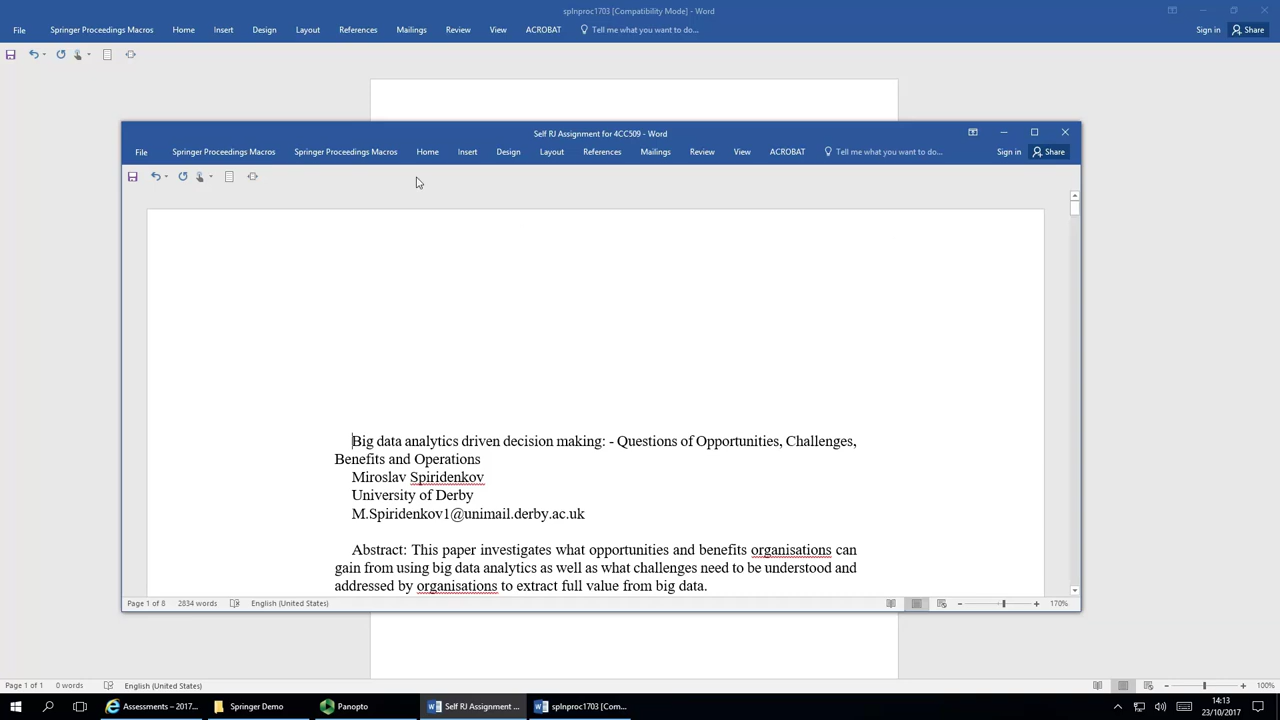 splnproc1703 [Compatibility Mode] - Word
File Springer Proceedings Macros Home Insert Design Layout References Mailings Review View ACROBAT Tell me what you want to do... Sign in Share
Self RJ Assignment for 4CC509 - Word
File Springer Proceedings Macros Springer Proceedings Macros Home Insert Design Layout References Mailings Review View ACROBAT Tell me what you want to do... Sign in Share
Big data analytics driven decision making: - Questions of Opportunities, Challenges,
Benefits and Operations
Miroslav Spiridenkov
University of Derby
M.Spiridenkov1@unimail.derby.ac.uk
Abstract: This paper investigates what opportunities and benefits organisations can
gain from using big data analytics as well as what challenges need to be understood and
addressed by organisations to extract full value from big data.
Page 1 of 8 2834 words English (United States) 170%
Page 1 of 1 0 words English (United States) 100%
Assessments – 2017... Springer Demo Panopto Self RJ Assignment ... splnproc1703 [Com... 14:13
23/10/2017